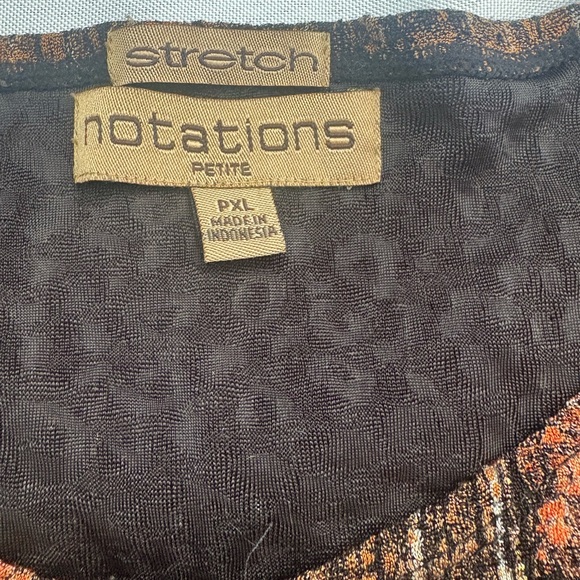 stretch
notations
PETITE
PXL
MADE IN
INDONESIA